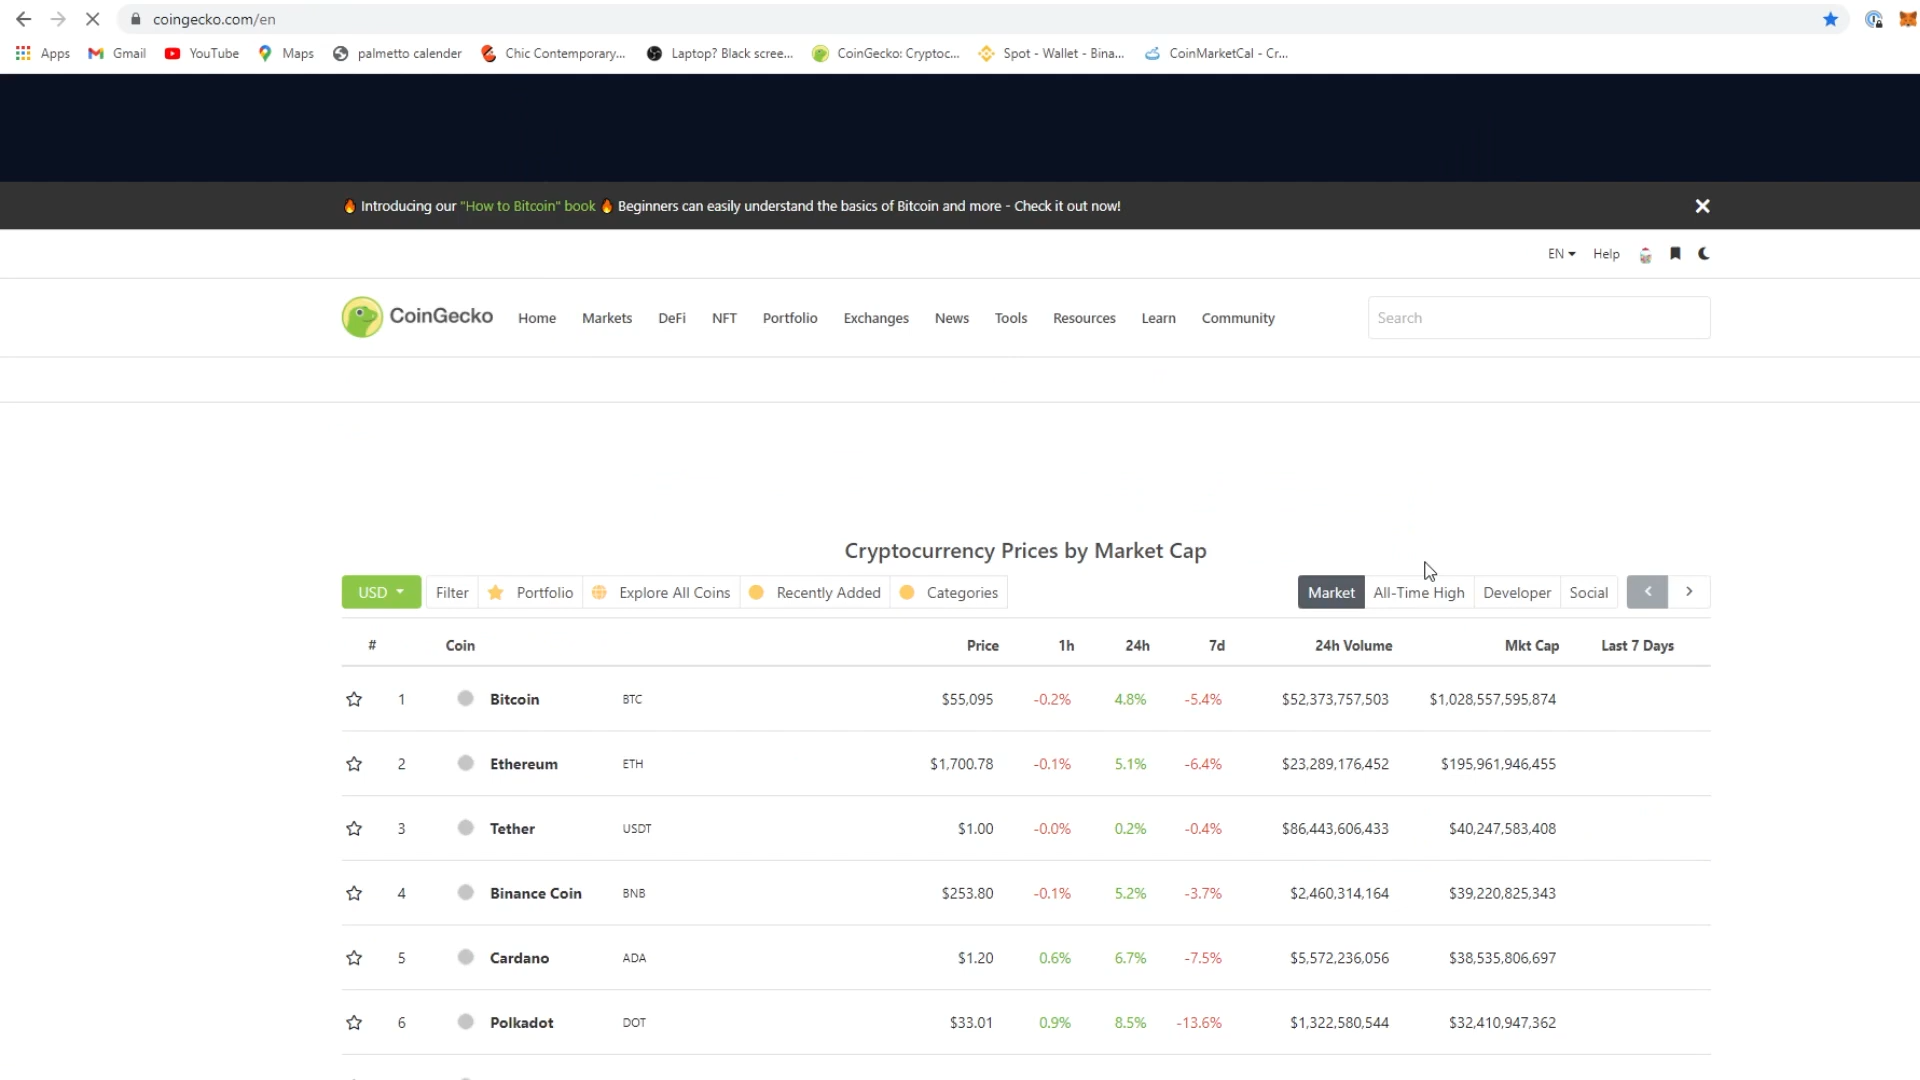 coingecko.com/en
Apps Gmail YouTube Maps palmetto calender Chic Contemporary... Laptop? Black scree... CoinGecko: Cryptoc... Spot - Wallet - Bina... CoinMarketCal - Cr...
🔥 Introducing our "How to Bitcoin" book 🔥 Beginners can easily understand the basics of Bitcoin and more - Check it out now!
EN Help
CoinGecko Home Markets DeFi NFT Portfolio Exchanges News Tools Resources Learn Community Search
Cryptocurrency Prices by Market Cap
USD Filter Portfolio Explore All Coins Recently Added Categories Market All-Time High Developer Social
# Coin Price 1h 24h 7d 24h Volume Mkt Cap Last 7 Days
1 Bitcoin BTC $55,095 -0.2% 4.8% -5.4% $52,373,757,503 $1,028,557,595,874
2 Ethereum ETH $1,700.78 -0.1% 5.1% -6.4% $23,289,176,452 $195,961,946,455
3 Tether USDT $1.00 -0.0% 0.2% -0.4% $86,443,606,433 $40,247,583,408
4 Binance Coin BNB $253.80 -0.1% 5.2% -3.7% $2,460,314,164 $39,220,825,343
5 Cardano ADA $1.20 0.6% 6.7% -7.5% $5,572,236,056 $38,535,806,697
6 Polkadot DOT $33.01 0.9% 8.5% -13.6% $1,322,580,544 $32,410,947,362